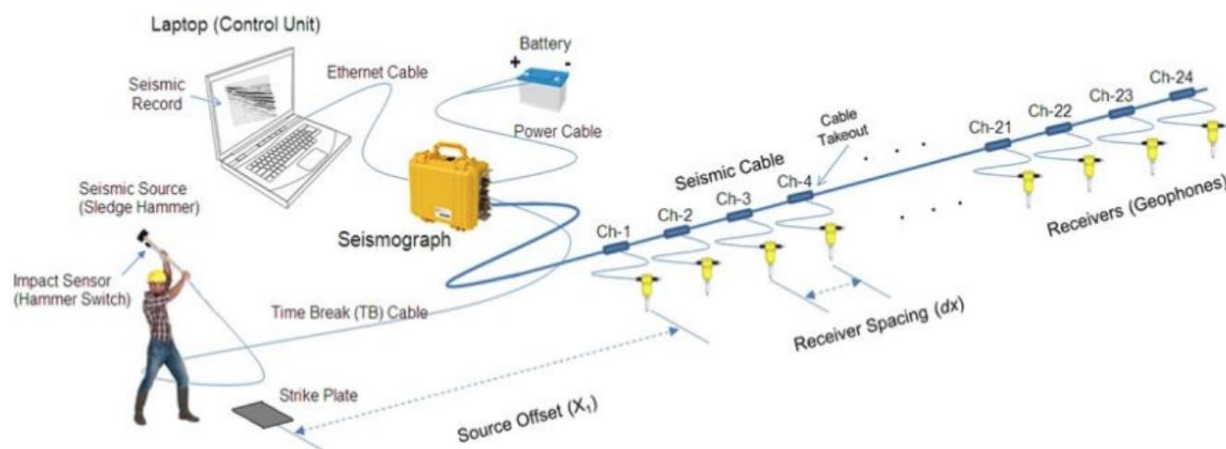 Laptop (Control Unit)
Battery
+ -
Ethernet Cable
Seismic
Record
Power Cable
Cable
Takeout
Ch-24
Ch-23
Ch-22
Ch-21
Seismic Cable
Ch-4
Ch-3
Ch-2
Ch-1
Seismic Source
(Sledge Hammer)
Seismograph
Receivers (Geophones)
Impact Sensor
(Hammer Switch)
Time Break (TB) Cable
Receiver Spacing (dx)
Strike Plate
Source Offset (X₁)